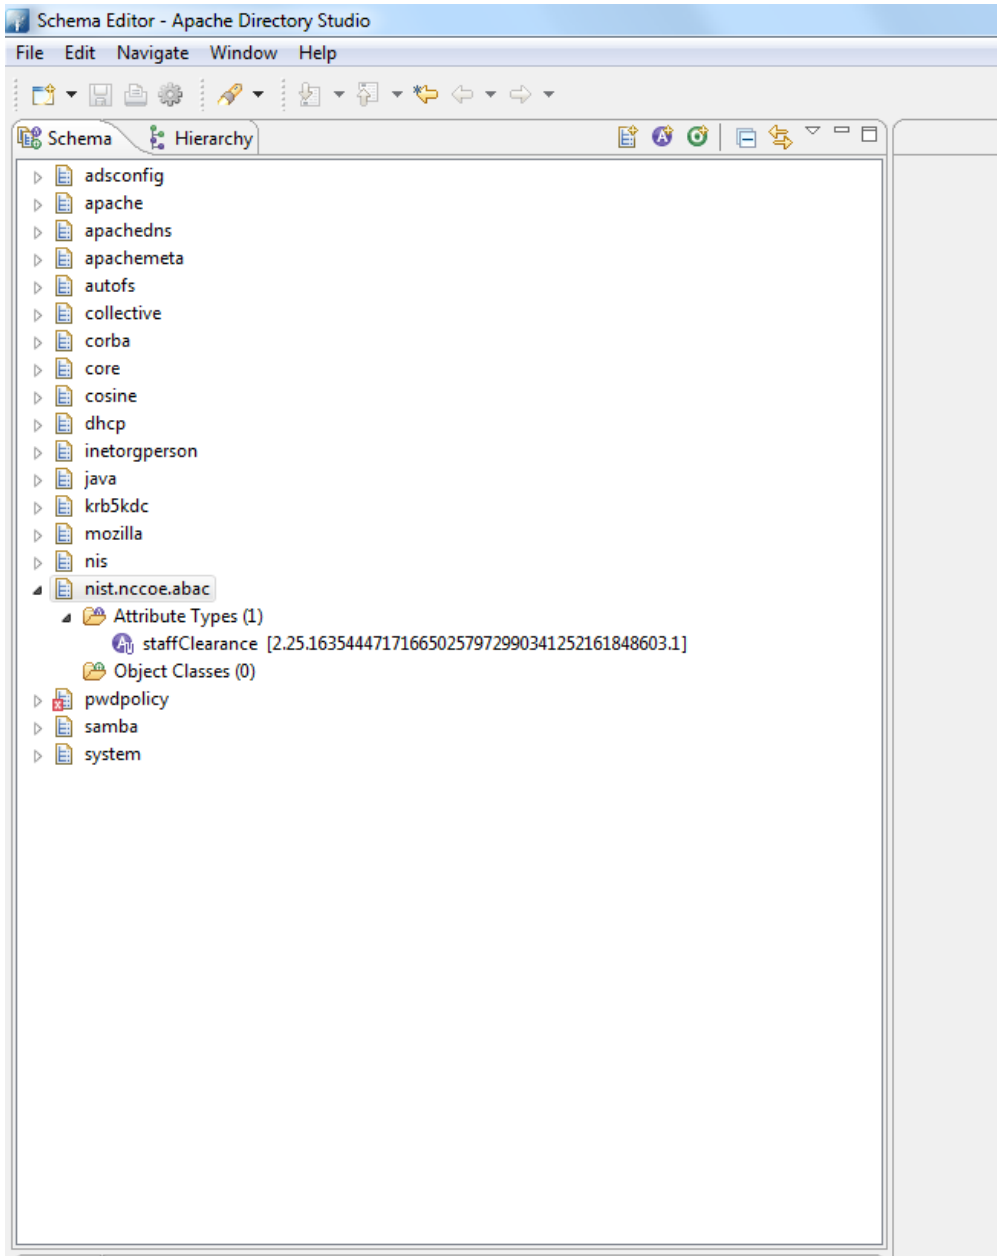 Schema Editor - Apache Directory Studio
File Edit Navigate Window Help
Schema Hierarchy
adsconfig
apache
apachedns
apachemeta
autofs
collective
corba
core
cosine
dhcp
inetorgperson
java
krb5kdc
mozilla
nis
nist.nccoe.abac
Attribute Types (1)
staffClearance [2.25.163544471716650257972990341252161848603.1]
Object Classes (0)
pwdpolicy
samba
system